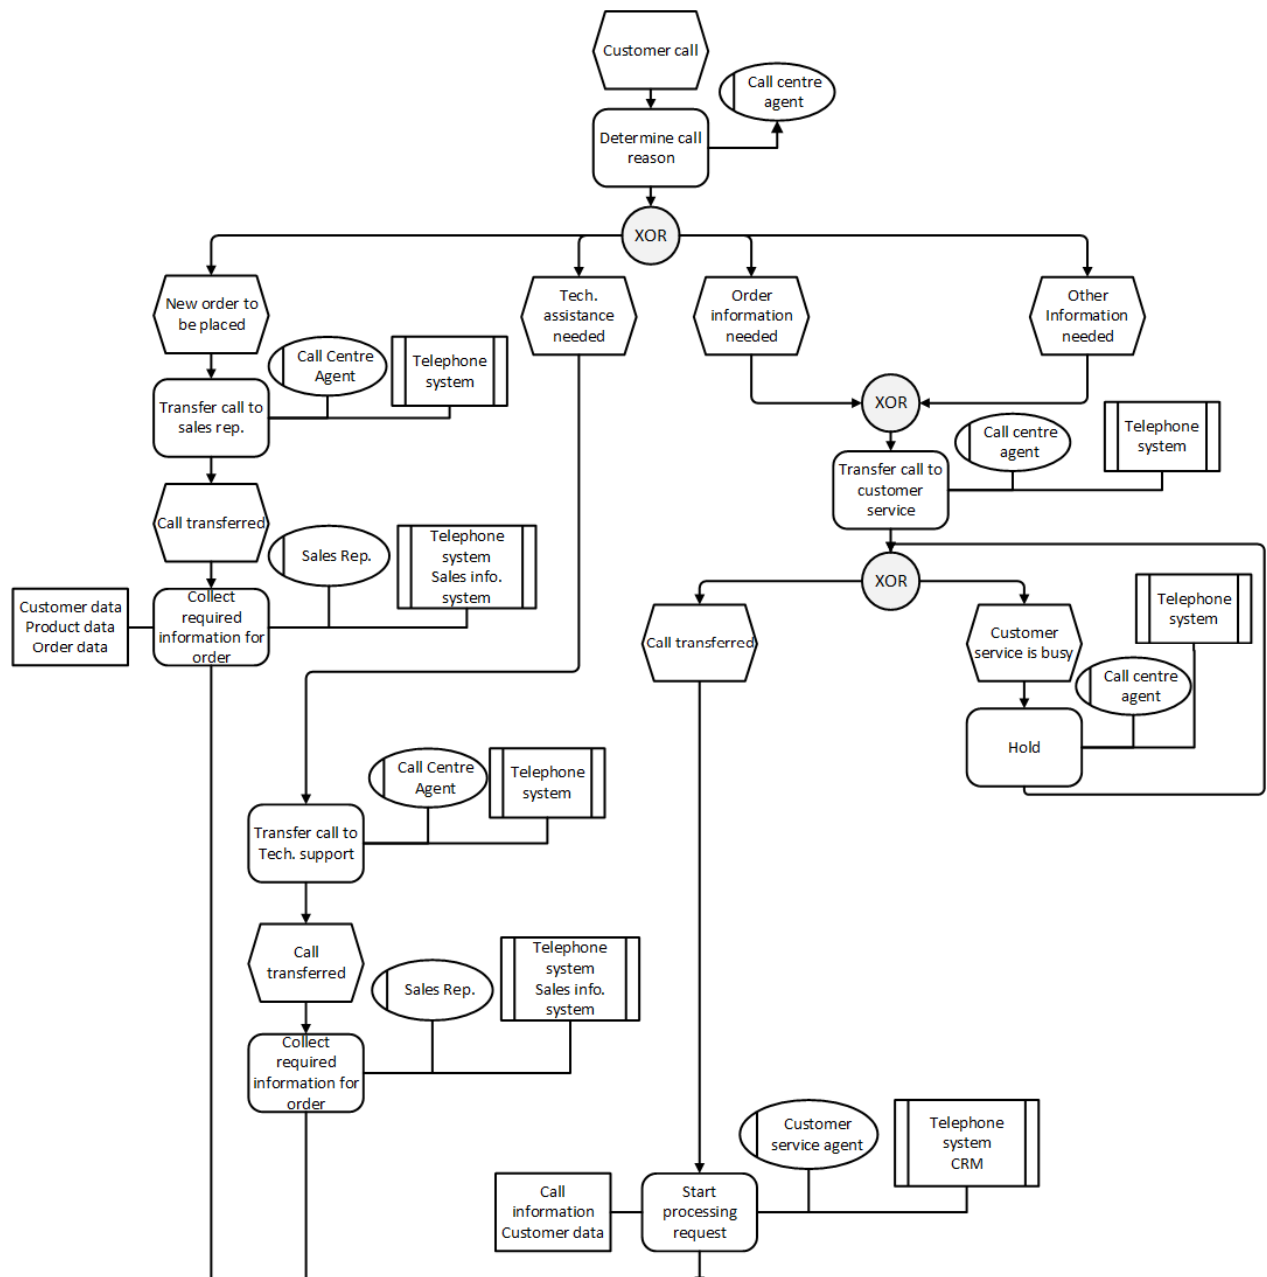 Customer call
Call centre
agent
Determine call
reason
XOR
New order to
be placed
Tech.
assistance
needed
Order
information
needed
Other
Information
needed
Call Centre
Agent
Telephone
system
Transfer call to
sales rep.
XOR
Call centre
agent
Telephone
system
Transfer call to
customer
service
Call transferred
Sales Rep.
Telephone
system
Sales info.
system
XOR
Customer data
Product data
Order data
Collect
required
information for
order
Call transferred
Customer
service is busy
Telephone
system
Call centre
agent
Hold
Call Centre
Agent
Telephone
system
Transfer call to
Tech. support
Call
transferred
Sales Rep.
Telephone
system
Sales info.
system
Collect
required
information for
order
Customer
service agent
Telephone
system
CRM
Call
information
Customer data
Start
processing
request